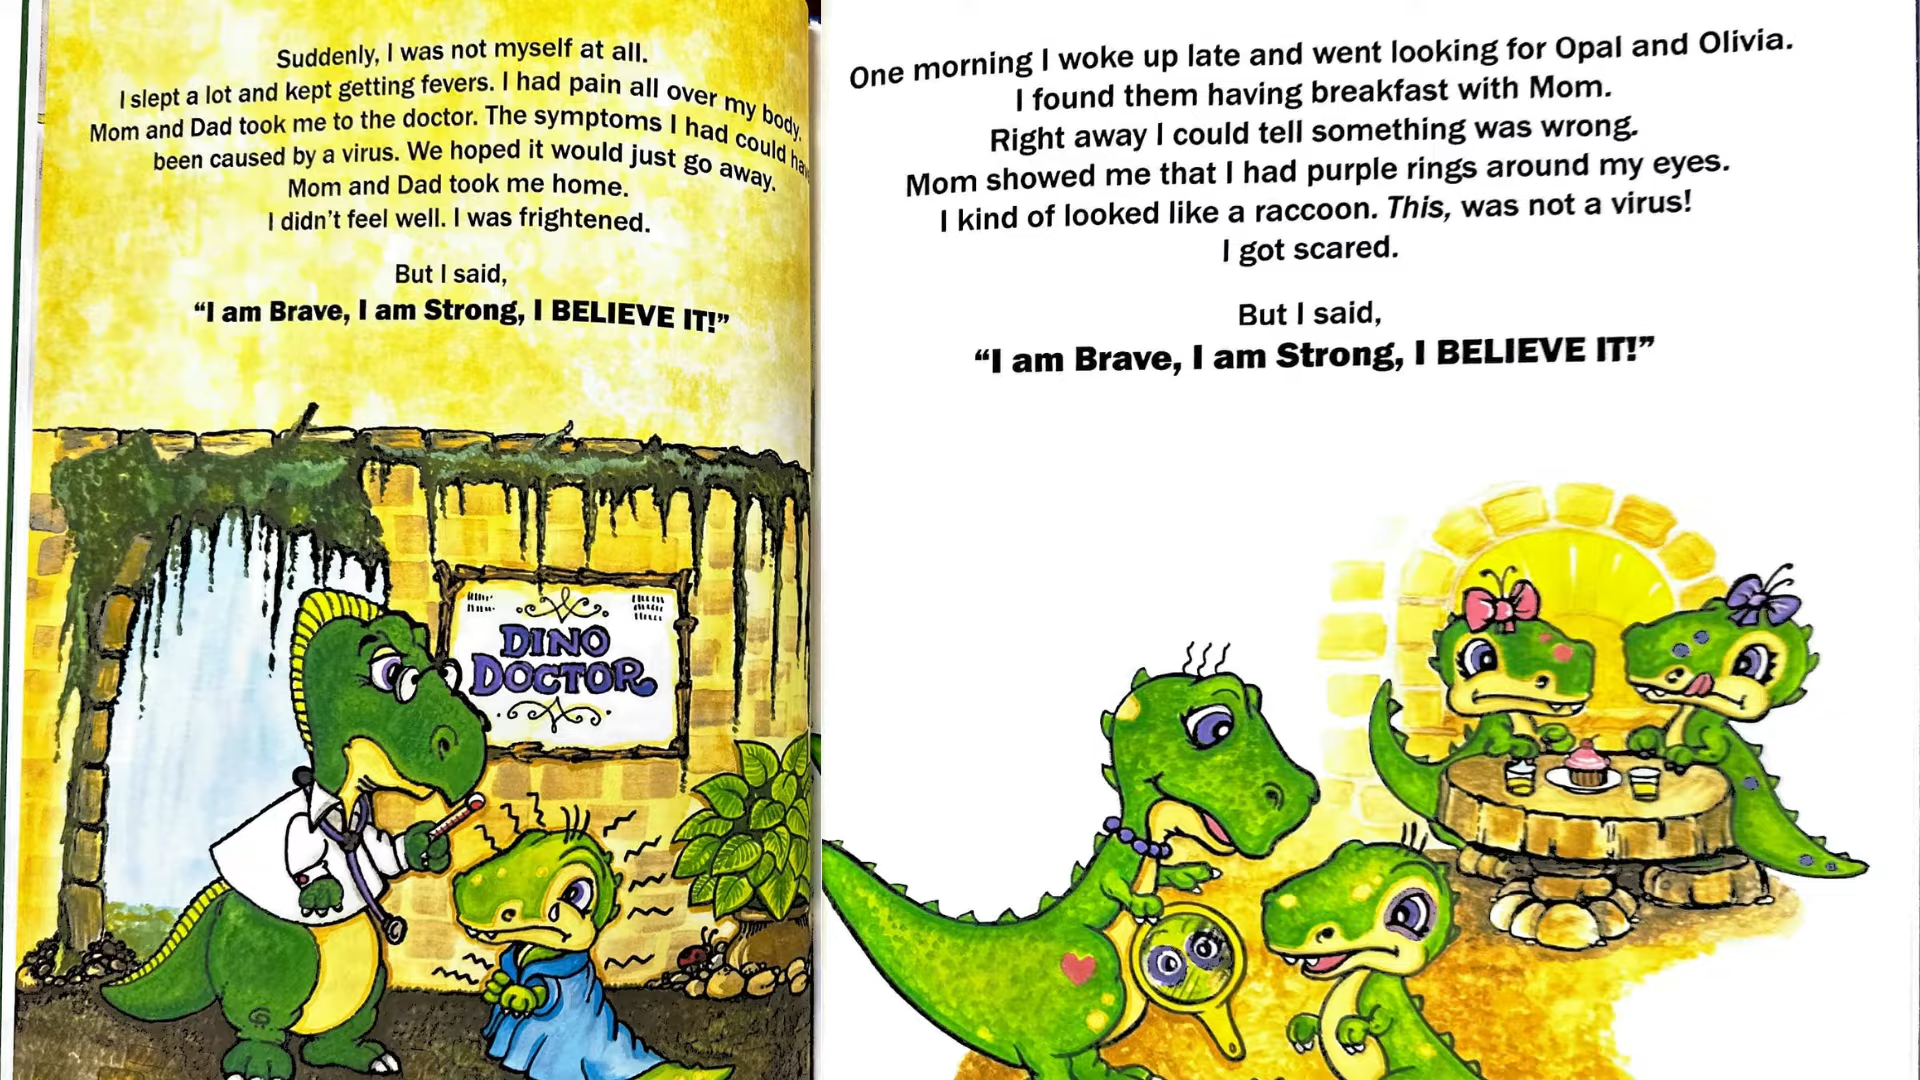 Suddenly, I was not myself at all.
I slept a lot and kept getting fevers. I had pain all over my body.
Mom and Dad took me to the doctor. The symptoms I had could
been caused by a virus. We hoped it would just go away.
Mom and Dad took me home.
I didn't feel well. I was frightened.
But I said,
“I am Brave, I am Strong, I BELIEVE IT!”
DINO
DOCTOR
One morning I woke up late and went looking for Opal and Olivia.
I found them having breakfast with Mom.
Right away I could tell something was wrong.
Mom showed me that I had purple rings around my eyes.
I kind of looked like a raccoon. This, was not a virus!
I got scared.
But I said,
“I am Brave, I am Strong, I BELIEVE IT!”